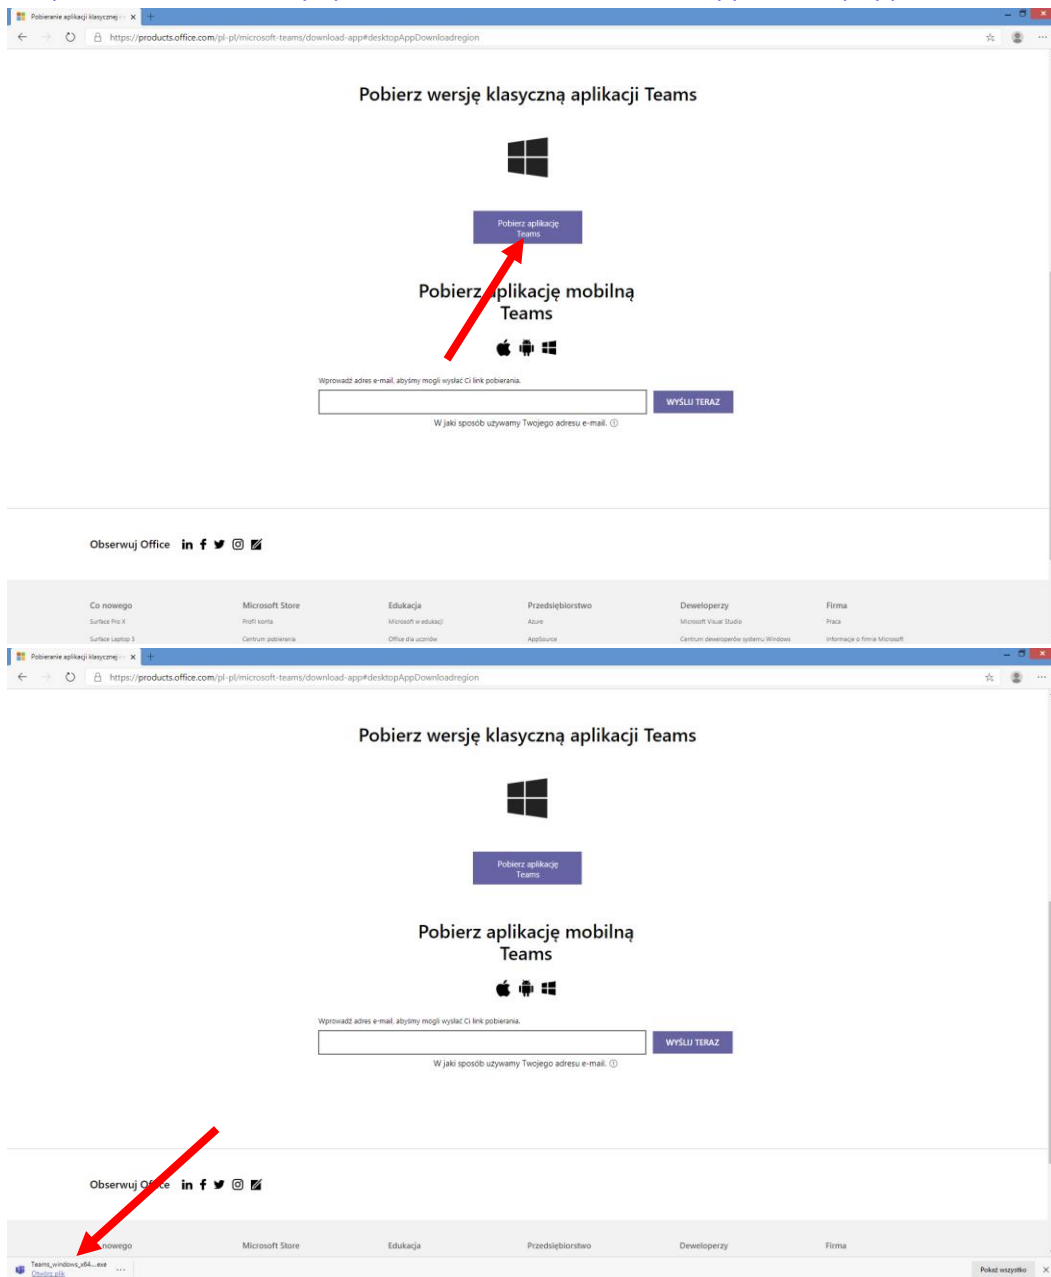 Pobieranie aplikacji klasycznej
https://products.office.com/pl-pl/microsoft-teams/download-app#desktopAppDownloadregion
Pobierz wersję klasyczną aplikacji Teams
Pobierz aplikację
Teams
Pobierz aplikację mobilną
Teams
Wprowadź adres e-mail, abyśmy mogli wysłać Ci link pobierania.
WYŚLIJ TERAZ
W jaki sposób używamy Twojego adresu e-mail.
Obserwuj Office
Co nowego Microsoft Store Edukacja Przedsiębiorstwo Deweloperzy Firma
Surface Pro X Profil konta Microsoft w edukacji Azure Microsoft Visual Studio Praca
Surface Laptop 3 Centrum pobierania Office dla uczniów AppSource Centrum deweloperów systemu Windows Informacje o firmie Microsoft
Pobieranie aplikacji klasycznej
https://products.office.com/pl-pl/microsoft-teams/download-app#desktopAppDownloadregion
Pobierz wersję klasyczną aplikacji Teams
Pobierz aplikację
Teams
Pobierz aplikację mobilną
Teams
Wprowadź adres e-mail, abyśmy mogli wysłać Ci link pobierania.
WYŚLIJ TERAZ
W jaki sposób używamy Twojego adresu e-mail.
Obserwuj Office
nowego Microsoft Store Edukacja Przedsiębiorstwo Deweloperzy Firma
Teams_windows_x64....exe
Otwórz plik
Pokaż wszystko